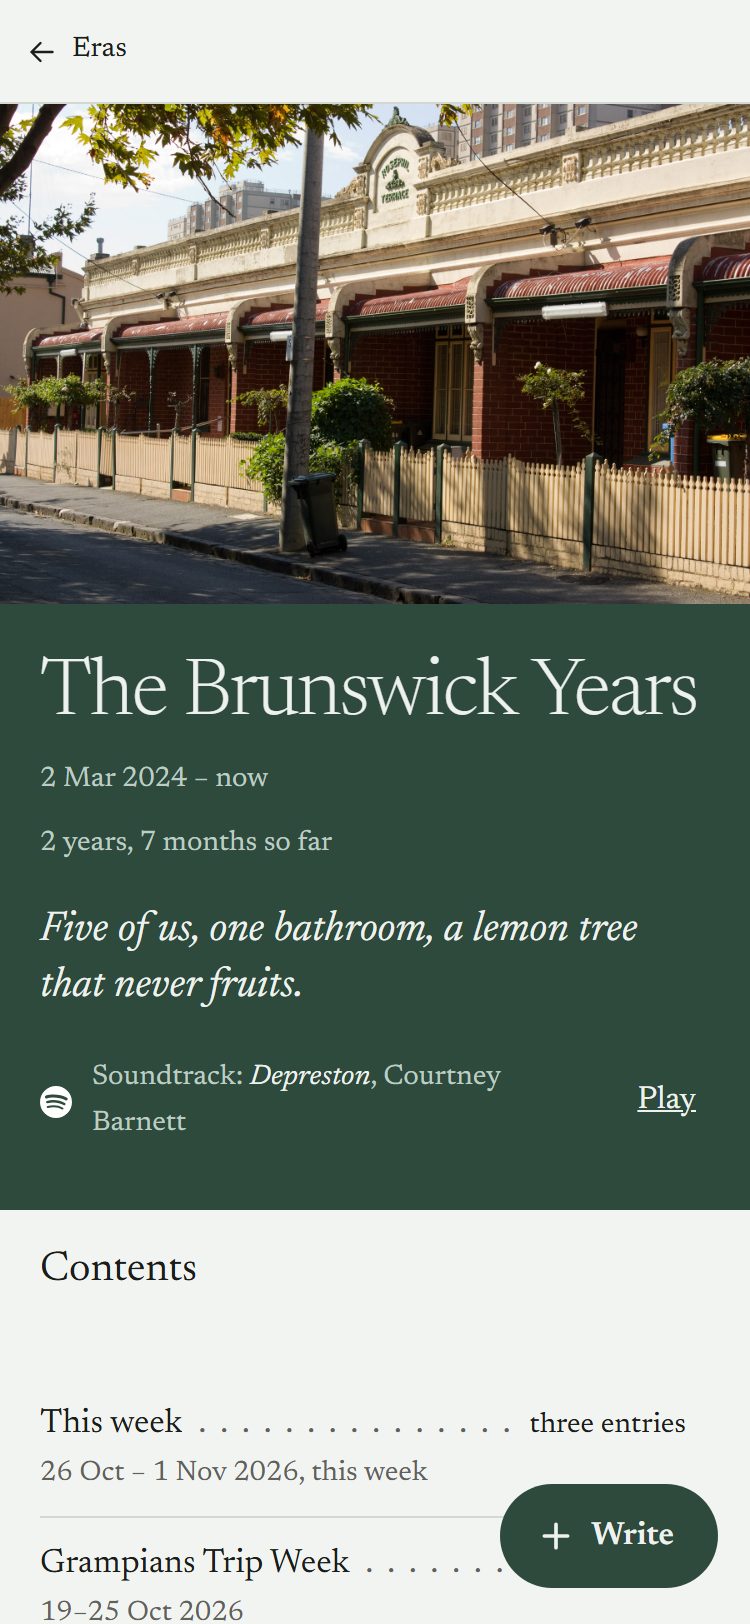 Eras
ROSEPHIL
TERRACE
The Brunswick Years
2 Mar 2024 – now
2 years, 7 months so far
Five of us, one bathroom, a lemon tree
that never fruits.
Soundtrack: Depreston, Courtney
Barnett
Play
Contents
This week . . . . . . . . . . . . . . . three entries
26 Oct – 1 Nov 2026, this week
Grampians Trip Week . . . . . . .
Write
19–25 Oct 2026